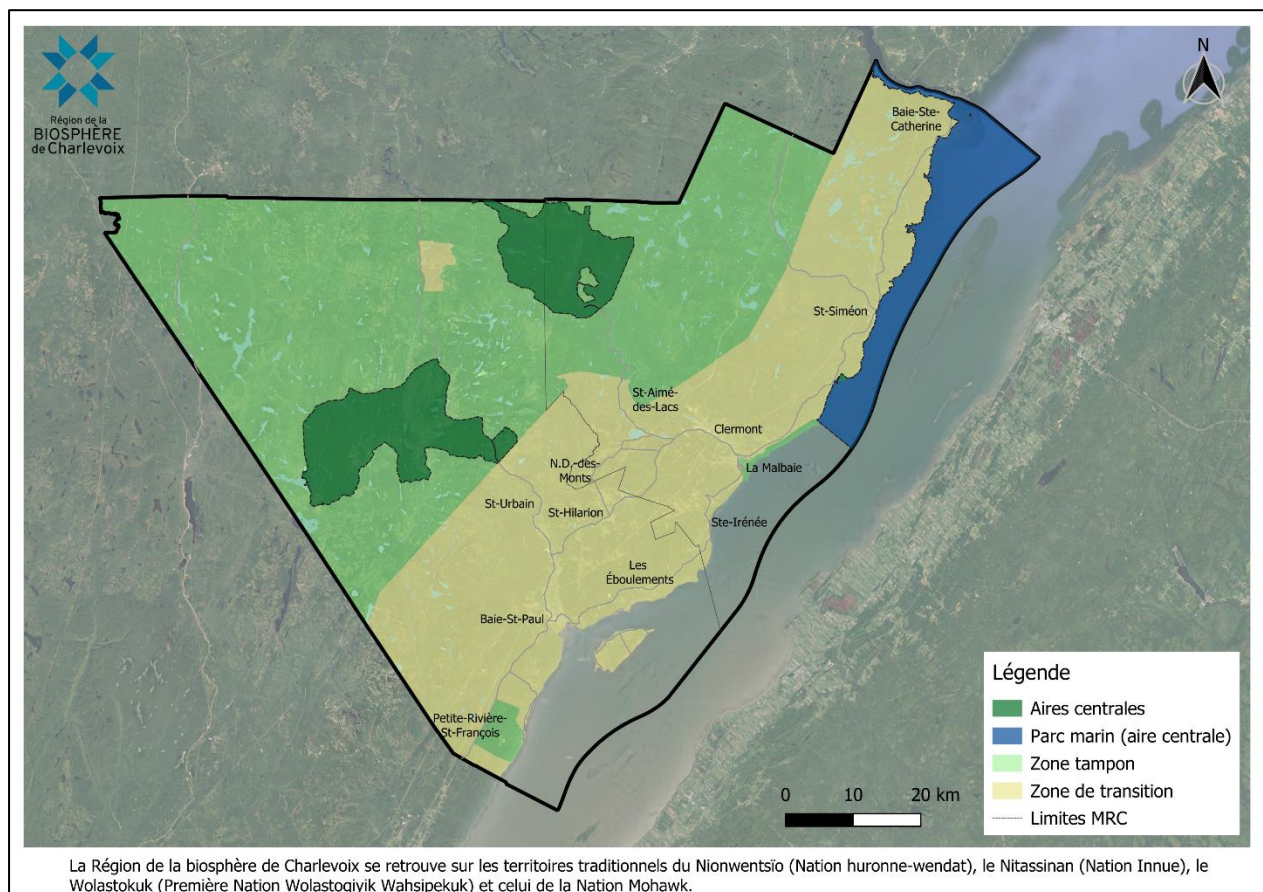 Région de la
BIOSPHÈRE
de Charlevoix
N
Baie-Ste-
Catherine
St-Siméon
St-Aimé-
des-Lacs
Clermont
La Malbaie
N.D.-des-
Monts
St-Urbain
St-Hilarion
Ste-Irénée
Les
Éboulements
Baie-St-Paul
Petite-Rivière-
St-François
Légende
Aires centrales
Parc marin (aire centrale)
Zone tampon
Zone de transition
Limites MRC
0 10 20 km
La Région de la biosphère de Charlevoix se retrouve sur les territoires traditionnels du Nionwentsïo (Nation huronne-wendat), le Nitassinan (Nation Innue), le
Wolastokuk (Première Nation Wolastoqiyik Wahsipekuk) et celui de la Nation Mohawk.